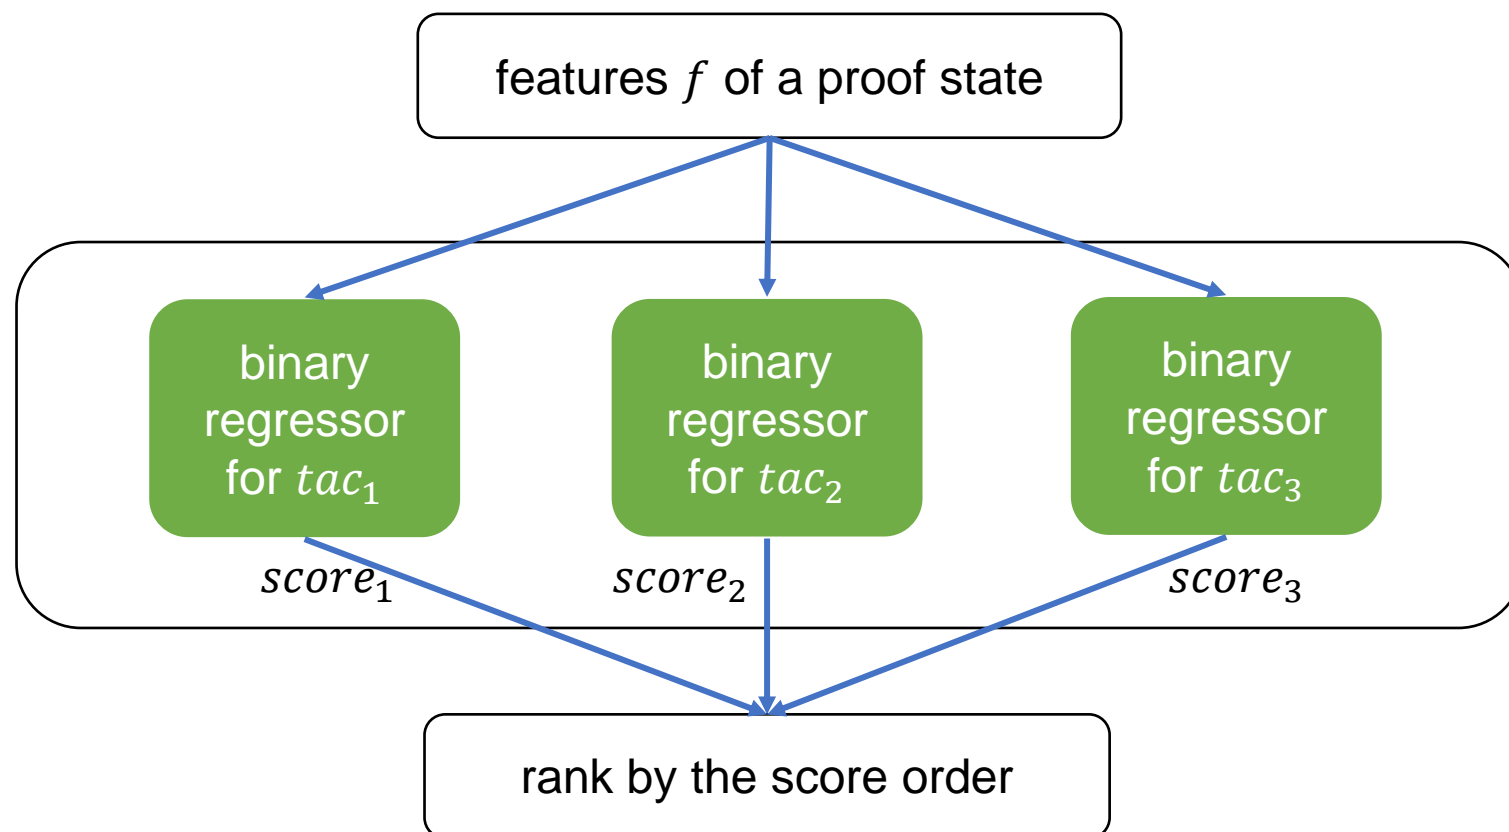 features f of a proof state
binary
regressor
for tac₁
binary
regressor
for tac₂
binary
regressor
for tac₃
score₁
score₂
score₃
rank by the score order